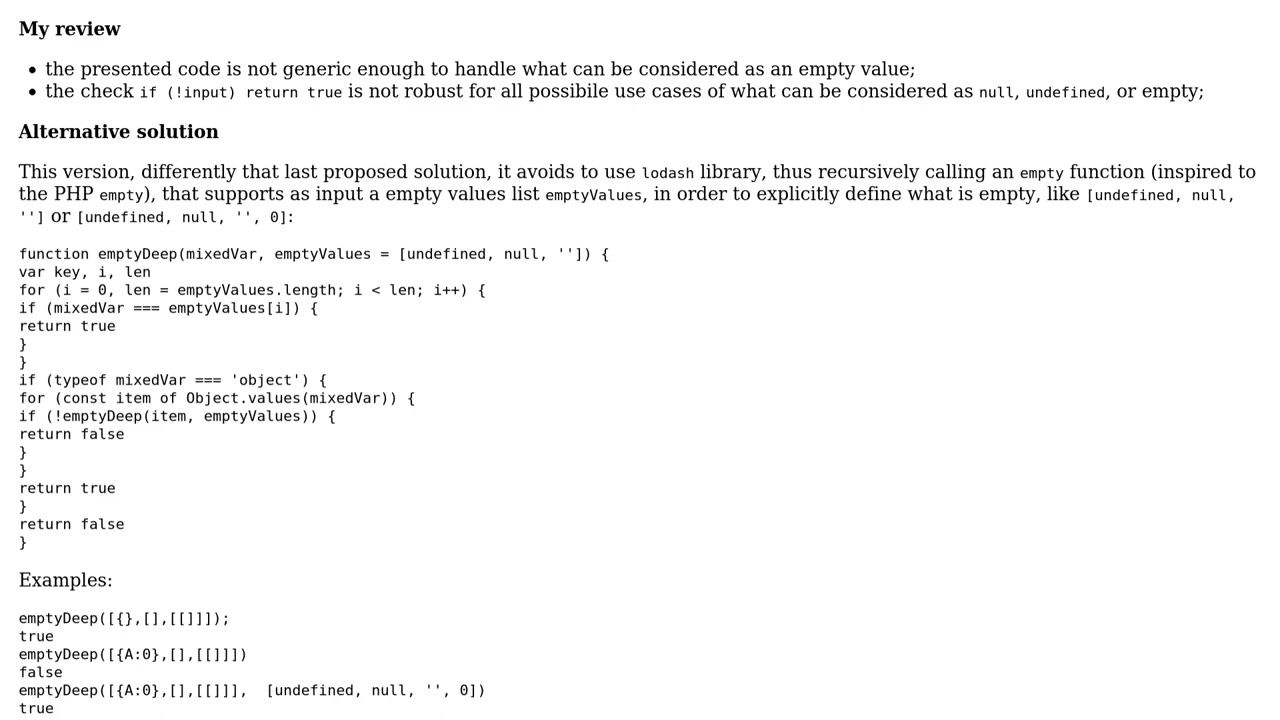 My review
• the presented code is not generic enough to handle what can be considered as an empty value;
• the check if (!input) return true is not robust for all possibile use cases of what can be considered as null, undefined, or empty;
Alternative solution
This version, differently that last proposed solution, it avoids to use lodash library, thus recursively calling an empty function (inspired to
the PHP empty), that supports as input a empty values list emptyValues, in order to explicitly define what is empty, like [undefined, null,
''] or [undefined, null, '', 0]:
function emptyDeep(mixedVar, emptyValues = [undefined, null, '']) {
var key, i, len
for (i = 0, len = emptyValues.length; i < len; i++) {
if (mixedVar === emptyValues[i]) {
return true
}
}
if (typeof mixedVar === 'object') {
for (const item of Object.values(mixedVar)) {
if (!emptyDeep(item, emptyValues)) {
return false
}
}
return true
}
return false
}
Examples:
emptyDeep([{},[],[[]]]);
true
emptyDeep([{A:0},[],[[]]])
false
emptyDeep([{A:0},[],[[]]],  [undefined, null, '', 0])
true